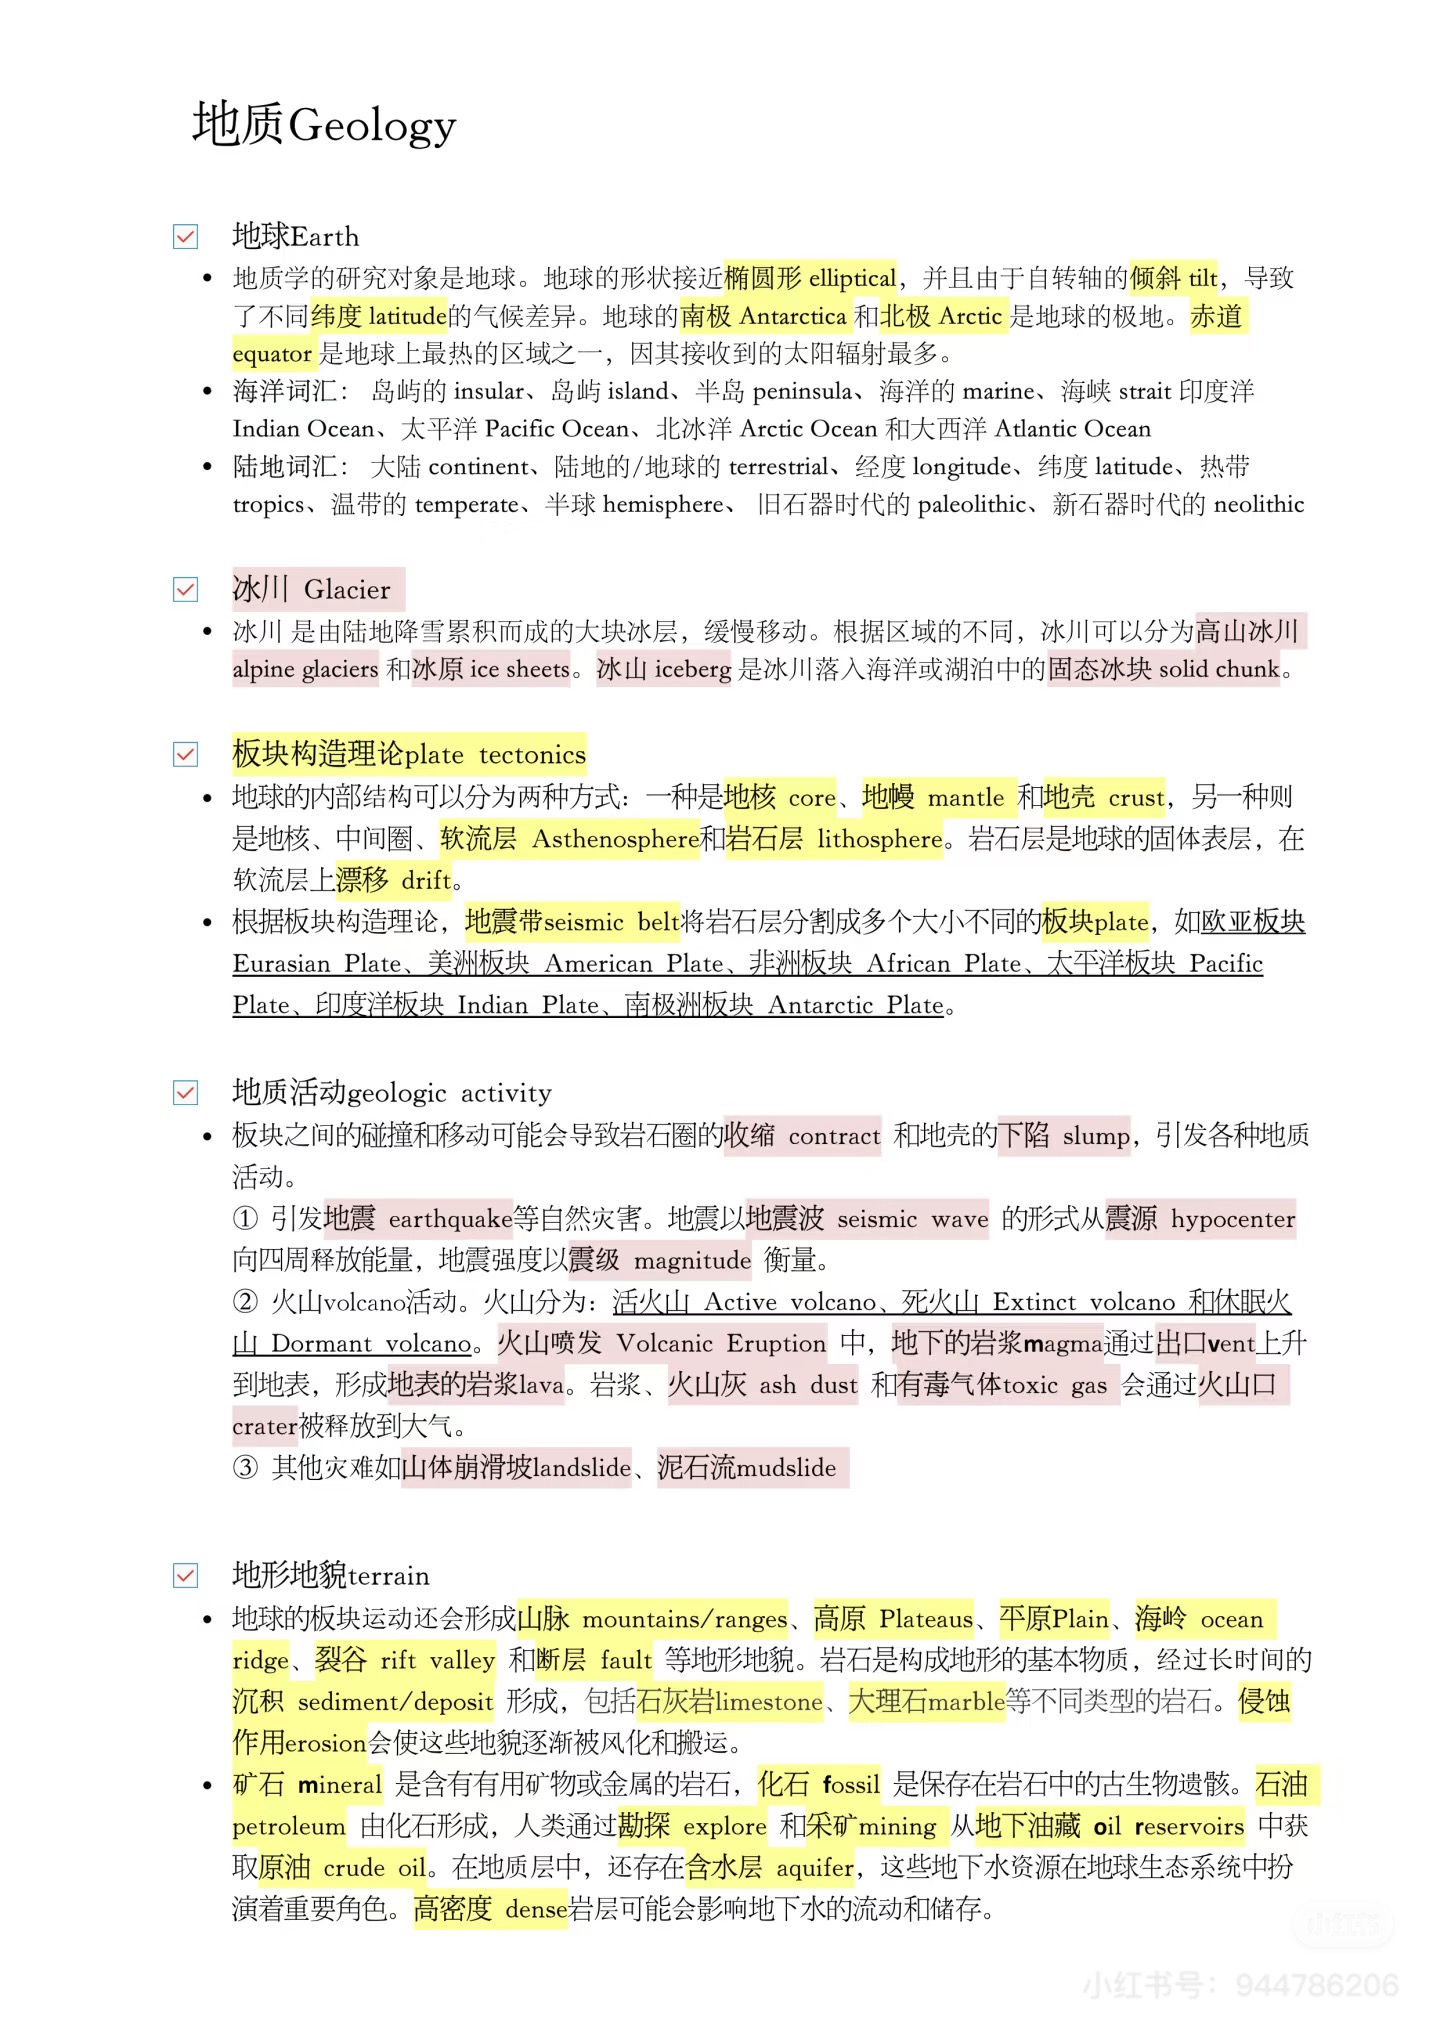 地质Geology
地球Earth
地质学的研究对象是地球。地球的形状接近椭圆形 elliptical，并且由于自转轴的倾斜 tilt，导致
了不同纬度 latitude的气候差异。地球的南极 Antarctica 和北极 Arctic 是地球的极地。赤道
equator 是地球上最热的区域之一，因其接收到的太阳辐射最多。
海洋词汇： 岛屿的 insular、岛屿 island、半岛 peninsula、海洋的 marine、海峡 strait 印度洋
Indian Ocean、太平洋 Pacific Ocean、北冰洋 Arctic Ocean 和大西洋 Atlantic Ocean
陆地词汇： 大陆 continent、陆地的/地球的 terrestrial、经度 longitude、纬度 latitude、热带
tropics、温带的 temperate、半球 hemisphere、 旧石器时代的 paleolithic、新石器时代的 neolithic
冰川 Glacier
冰川 是由陆地降雪累积而成的大块冰层，缓慢移动。根据区域的不同，冰川可以分为高山冰川
alpine glaciers 和冰原 ice sheets。冰山 iceberg 是冰川落入海洋或湖泊中的固态冰块 solid chunk。
板块构造理论plate tectonics
地球的内部结构可以分为两种方式：一种是地核 core、地幔 mantle 和地壳 crust，另一种则
是地核、中间圈、软流层 Asthenosphere和岩石层 lithosphere。岩石层是地球的固体表层，在
软流层上漂移 drift。
根据板块构造理论，地震带seismic belt将岩石层分割成多个大小不同的板块plate，如欧亚板块
Eurasian Plate、美洲板块 American Plate、非洲板块 African Plate、太平洋板块 Pacific
Plate、印度洋板块 Indian Plate、南极洲板块 Antarctic Plate。
地质活动geologic activity
板块之间的碰撞和移动可能会导致岩石圈的收缩 contract 和地壳的下陷 slump，引发各种地质
活动。
① 引发地震 earthquake等自然灾害。地震以地震波 seismic wave 的形式从震源 hypocenter
向四周释放能量，地震强度以震级 magnitude 衡量。
② 火山volcano活动。火山分为：活火山 Active volcano、死火山 Extinct volcano 和休眠火
山 Dormant volcano。火山喷发 Volcanic Eruption 中，地下的岩浆magma通过出口vent上升
到地表，形成地表的岩浆lava。岩浆、火山灰 ash dust 和有毒气体toxic gas 会通过火山口
crater被释放到大气。
③ 其他灾难如山体崩滑坡landslide、泥石流mudslide
地形地貌terrain
地球的板块运动还会形成山脉 mountains/ranges、高原 Plateaus、平原Plain、海岭 ocean
ridge、裂谷 rift valley 和断层 fault 等地形地貌。岩石是构成地形的基本物质，经过长时间的
沉积 sediment/deposit 形成，包括石灰岩limestone、大理石marble等不同类型的岩石。侵蚀
作用erosion会使这些地貌逐渐被风化和搬运。
矿石 mineral 是含有有用矿物或金属的岩石，化石 fossil 是保存在岩石中的古生物遗骸。石油
petroleum 由化石形成，人类通过勘探 explore 和采矿mining 从地下油藏 oil reservoirs 中获
取原油 crude oil。在地质层中，还存在含水层 aquifer，这些地下水资源在地球生态系统中扮
演着重要角色。高密度 dense岩层可能会影响地下水的流动和储存。
小红书
小红书号：944786206